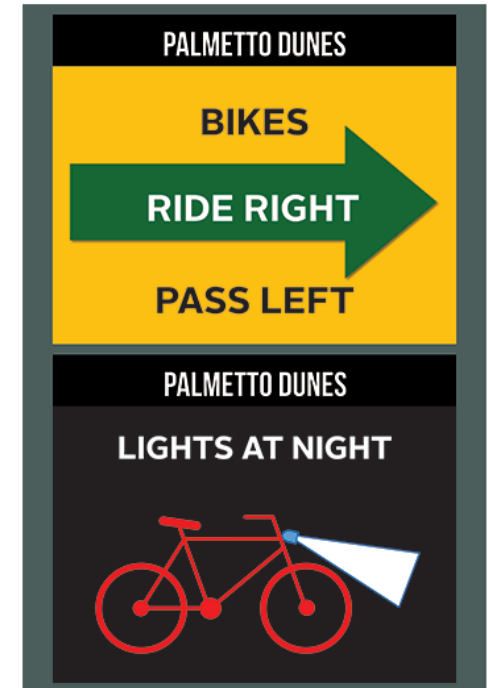 PALMETTO DUNES
BIKES
RIDE RIGHT
PASS LEFT
PALMETTO DUNES
LIGHTS AT NIGHT